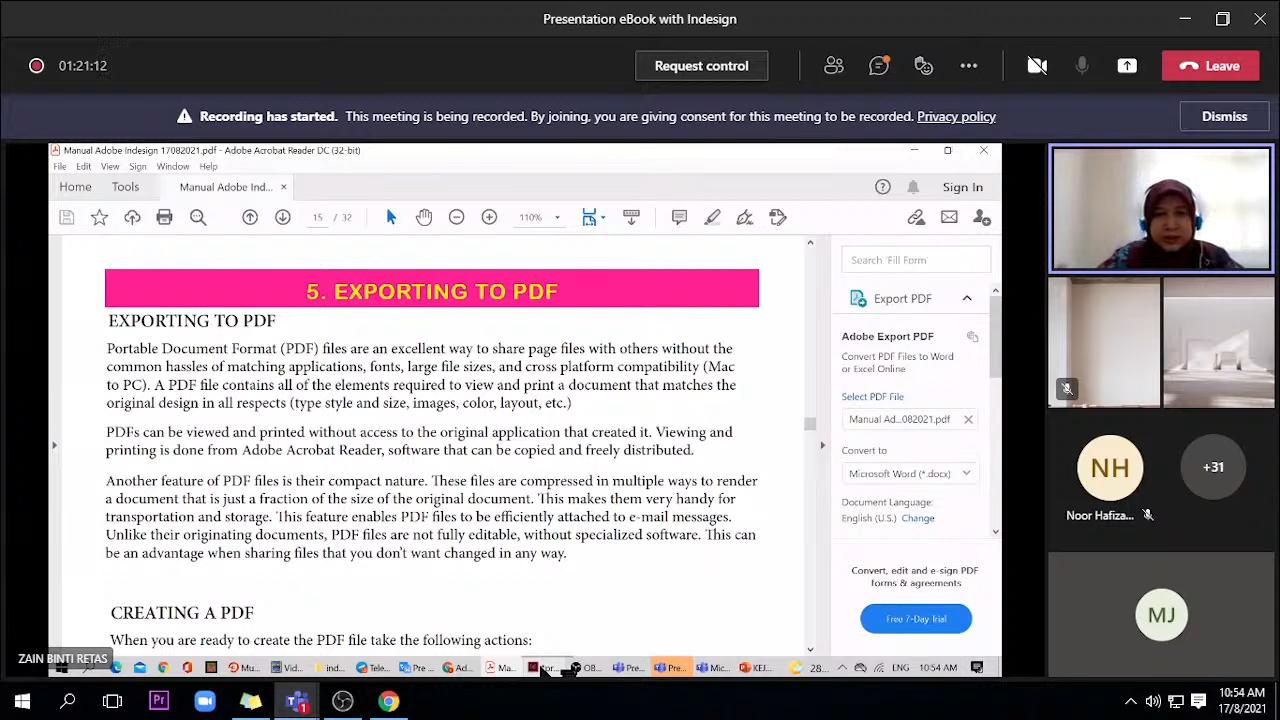 Presentation eBook with Indesign
01:21:12
Request control
Leave
Recording has started. This meeting is being recorded. By joining, you are giving consent for this meeting to be recorded. Privacy policy
Dismiss
Manual Adobe Indesign 17082021.pdf - Adobe Acrobat Reader DC (32-bit)
File Edit View Sign Window Help
Home Tools Manual Adobe Ind... ×
Sign In
15 / 32
110%
5. EXPORTING TO PDF
EXPORTING TO PDF
Portable Document Format (PDF) files are an excellent way to share page files with others without the
common hassles of matching applications, fonts, large file sizes, and cross platform compatibility (Mac
to PC). A PDF file contains all of the elements required to view and print a document that matches the
original design in all respects (type style and size, images, color, layout, etc.)
PDFs can be viewed and printed without access to the original application that created it. Viewing and
printing is done from Adobe Acrobat Reader, software that can be copied and freely distributed.
Another feature of PDF files is their compact nature. These files are compressed in multiple ways to render
a document that is just a fraction of the size of the original document. This makes them very handy for
transportation and storage. This feature enables PDF files to be efficiently attached to e-mail messages.
Unlike their originating documents, PDF files are not fully editable, without specialized software. This can
be an advantage when sharing files that you don't want changed in any way.
CREATING A PDF
When you are ready to create the PDF file take the following actions:
Search 'Fill Form'
Export PDF
Adobe Export PDF
Convert PDF Files to Word
or Excel Online
Select PDF File
Manual Ad...082021.pdf
Convert to
Microsoft Word (*.docx)
Document Language:
English (U.S.) Change
Convert, edit and e-sign PDF
forms & agreements
Free 7-Day Trial
NH
+31
Noor Hafiza...
MJ
ZAIN BINTI RETAS
Mu... Vid... ind... Tele... Pre ... Ad... Ma... OB... Pre... Pre... Mic... KEJ... 28... ENG 10:54 AM
Pr
1
10:54 AM
17/8/2021